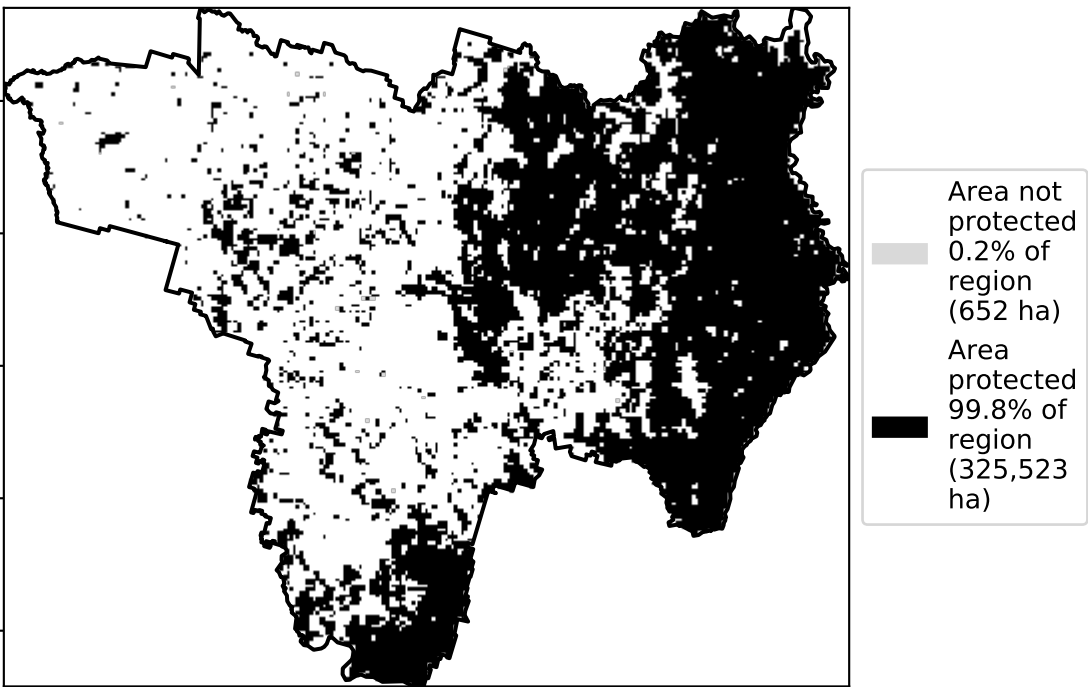 Area not
protected
0.2% of
region
(652 ha)
Area
protected
99.8% of
region
(325,523
ha)